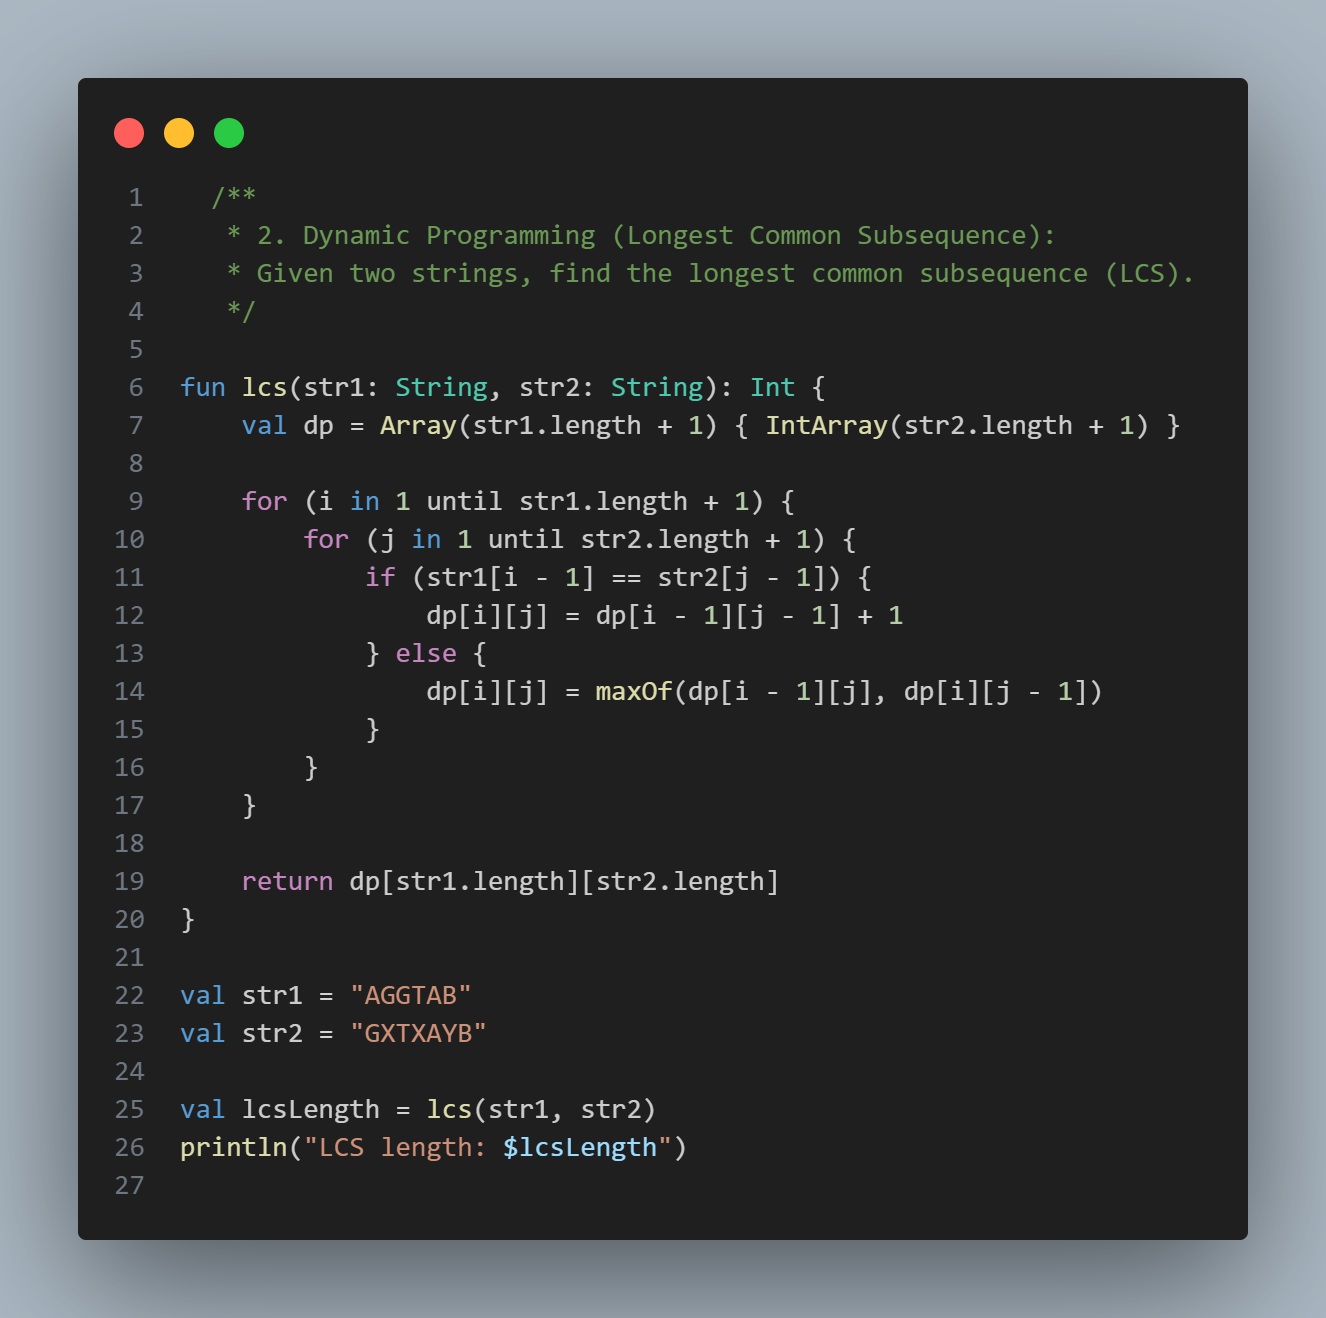 1   /**
2    * 2. Dynamic Programming (Longest Common Subsequence):
3    * Given two strings, find the longest common subsequence (LCS).
4    */
5
6 fun lcs(str1: String, str2: String): Int {
7     val dp = Array(str1.length + 1) { IntArray(str2.length + 1) }
8
9     for (i in 1 until str1.length + 1) {
10         for (j in 1 until str2.length + 1) {
11             if (str1[i - 1] == str2[j - 1]) {
12                 dp[i][j] = dp[i - 1][j - 1] + 1
13             } else {
14                 dp[i][j] = maxOf(dp[i - 1][j], dp[i][j - 1])
15             }
16         }
17     }
18
19     return dp[str1.length][str2.length]
20 }
21
22 val str1 = "AGGTAB"
23 val str2 = "GXTXAYB"
24
25 val lcsLength = lcs(str1, str2)
26 println("LCS length: $lcsLength")
27